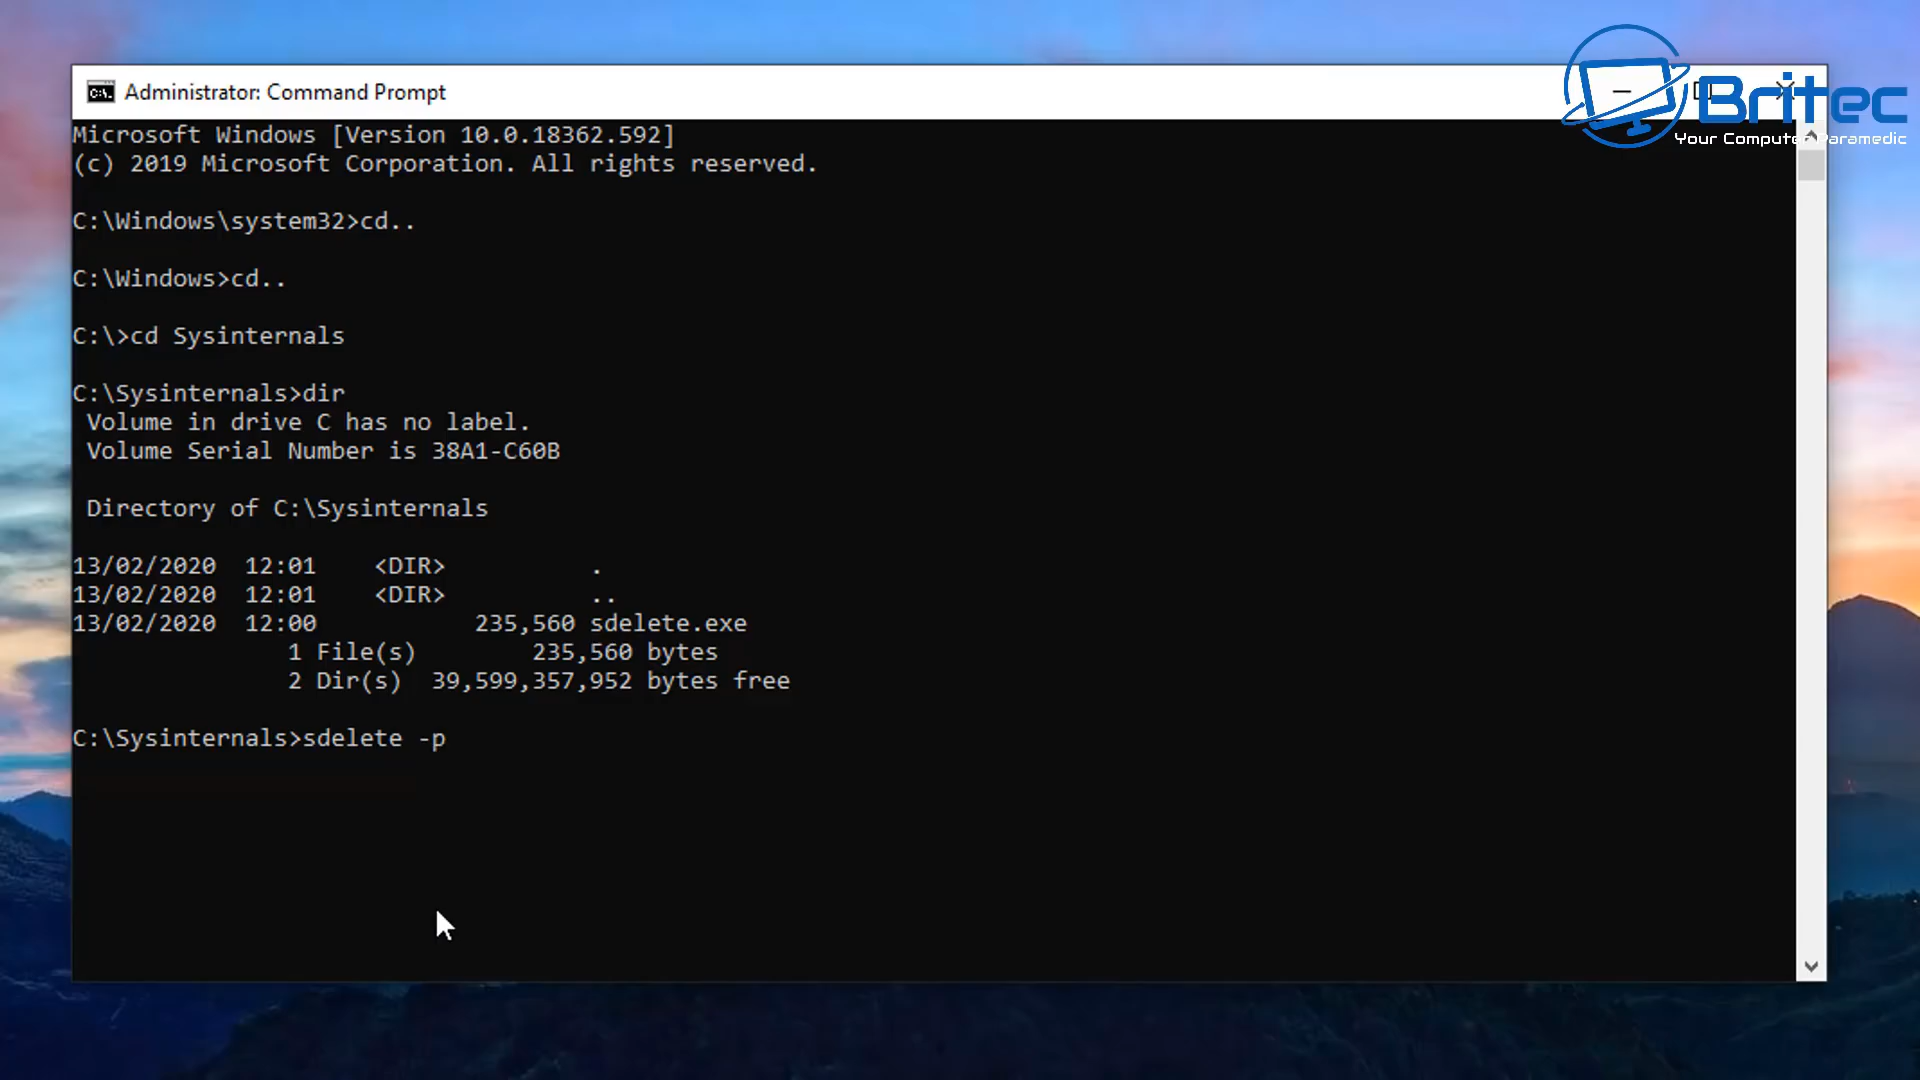 Administrator: Command Prompt
Britec
Your Computer Paramedic
Microsoft Windows [Version 10.0.18362.592]
(c) 2019 Microsoft Corporation. All rights reserved.
C:\Windows\system32>cd..
C:\Windows>cd..
C:\>cd Sysinternals
C:\Sysinternals>dir
Volume in drive C has no label.
Volume Serial Number is 38A1-C60B
Directory of C:\Sysinternals
13/02/2020  12:01    <DIR>          .
13/02/2020  12:01    <DIR>          ..
13/02/2020  12:00           235,560 sdelete.exe
1 File(s)        235,560 bytes
2 Dir(s)  39,599,357,952 bytes free
C:\Sysinternals>sdelete -p